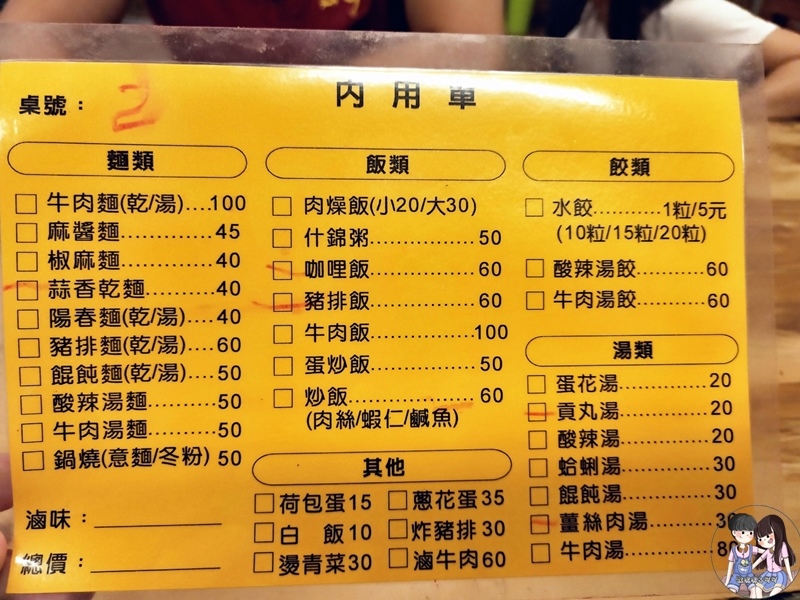 內用單
桌號：2
麵類
牛肉麵(乾/湯)....100
麻醬麵..............45
椒麻麵..............40
蒜香乾麵...........40
陽春麵(乾/湯)....40
豬排麵(乾/湯)....60
餛飩麵(乾/湯)....50
酸辣湯麵...........50
牛肉湯麵...........50
鍋燒(意麵/冬粉) 50
滷味：
總價：
飯類
肉燥飯(小20/大30)
什錦粥................50
咖哩飯................60
豬排飯................60
牛肉飯................100
蛋炒飯................50
炒飯...................60
(肉絲/蝦仁/鹹魚)
其他
荷包蛋15 蔥花蛋35
白 飯10 炸豬排30
燙青菜30 滷牛肉60
餃類
水餃...........1粒/5元
(10粒/15粒/20粒)
酸辣湯餃...........60
牛肉湯餃...........60
湯類
蛋花湯..............20
貢丸湯..............20
酸辣湯..............20
蛤蜊湯..............30
餛飩湯..............30
薑絲肉湯...........30
牛肉湯..............80